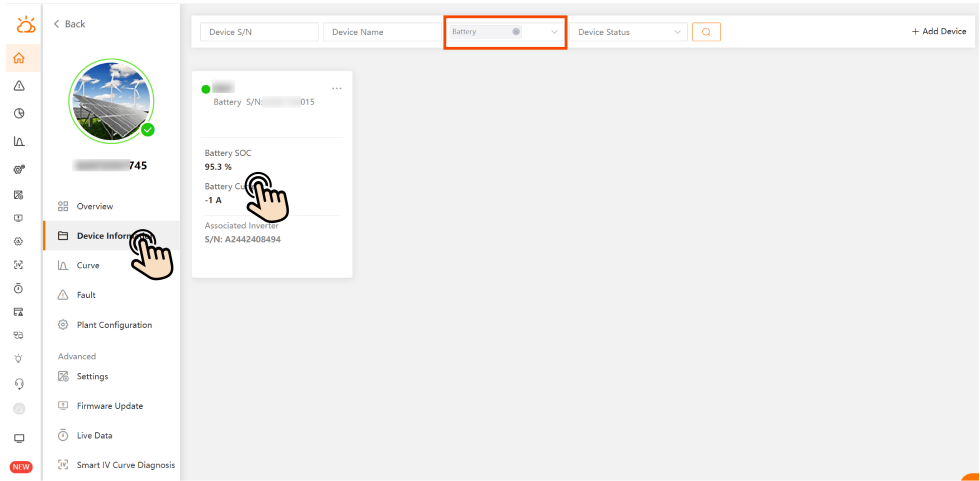 < Back
Device S/N
Device Name
Battery
Device Status
+ Add Device
Battery S/N: 015
Battery SOC
95.3 %
Battery Cu
-1 A
Associated Inverter
S/N: A2442408494
745
Overview
Device Information
Curve
Fault
Plant Configuration
Advanced
Settings
Firmware Update
Live Data
Smart IV Curve Diagnosis
NEW